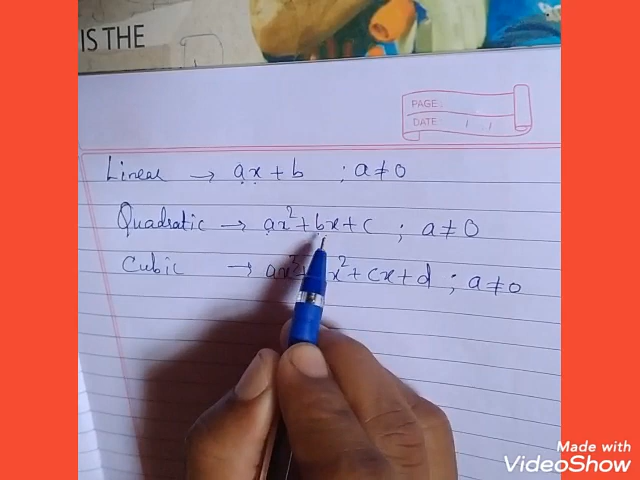 IS THE
PAGE:
DATE / /
Linear → ax + b ; a ≠ 0
Quadratic → ax² + bx + c ; a ≠ 0
Cubic → ax³ + x² + cx + d ; a ≠ 0
Made with
VideoShow